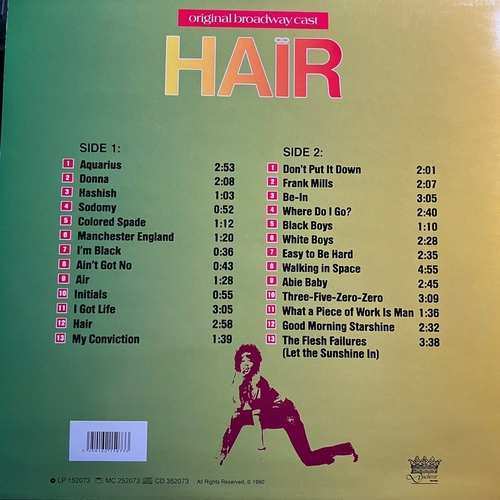 original broadway cast
HAÏR
SIDE 1:
1 Aquarius 2:53
2 Donna 2:08
3 Hashish 1:03
4 Sodomy 0:52
5 Colored Spade 1:12
6 Manchester England 1:20
7 I'm Black 0:36
8 Ain't Got No 0:43
9 Air 1:28
10 Initials 0:55
11 I Got Life 3:05
12 Hair 2:58
13 My Conviction 1:39
SIDE 2:
1 Don't Put It Down 2:01
2 Frank Mills 2:07
3 Be-In 3:05
4 Where Do I Go? 2:40
5 Black Boys 1:10
6 White Boys 2:28
7 Easy to Be Hard 2:35
8 Walking in Space 4:55
9 Abie Baby 2:45
10 Three-Five-Zero-Zero 3:09
11 What a Piece of Work Is Man 1:36
12 Good Morning Starshine 2:32
13 The Flesh Failures 3:38
(Let the Sunshine In)
LP 152073 MC 252073 CD 352073 All Rights Reserved, ℗ 1990